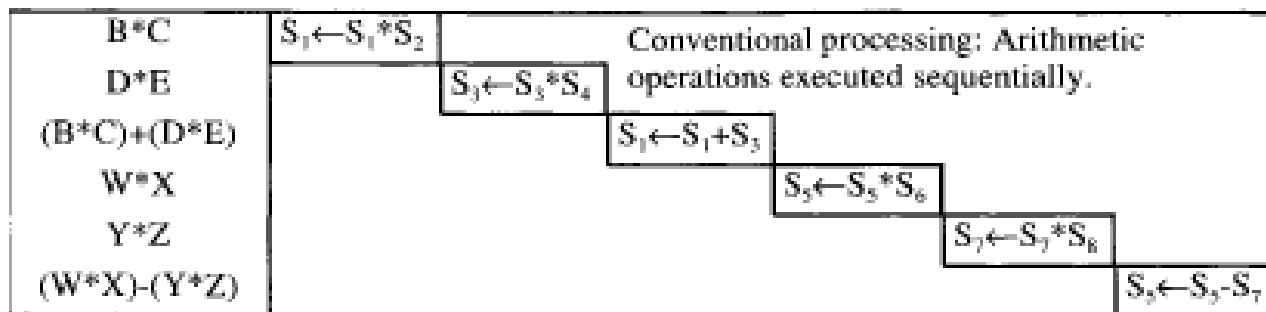 B*C S₁←S₁*S₂ Conventional processing: Arithmetic
D*E S₃←S₃*S₄ operations executed sequentially.
(B*C)+(D*E) S₁←S₁+S₃
W*X S₅←S₅*S₆
Y*Z S₇←S₇*S₈
(W*X)-(Y*Z) S₅←S₅-S₇